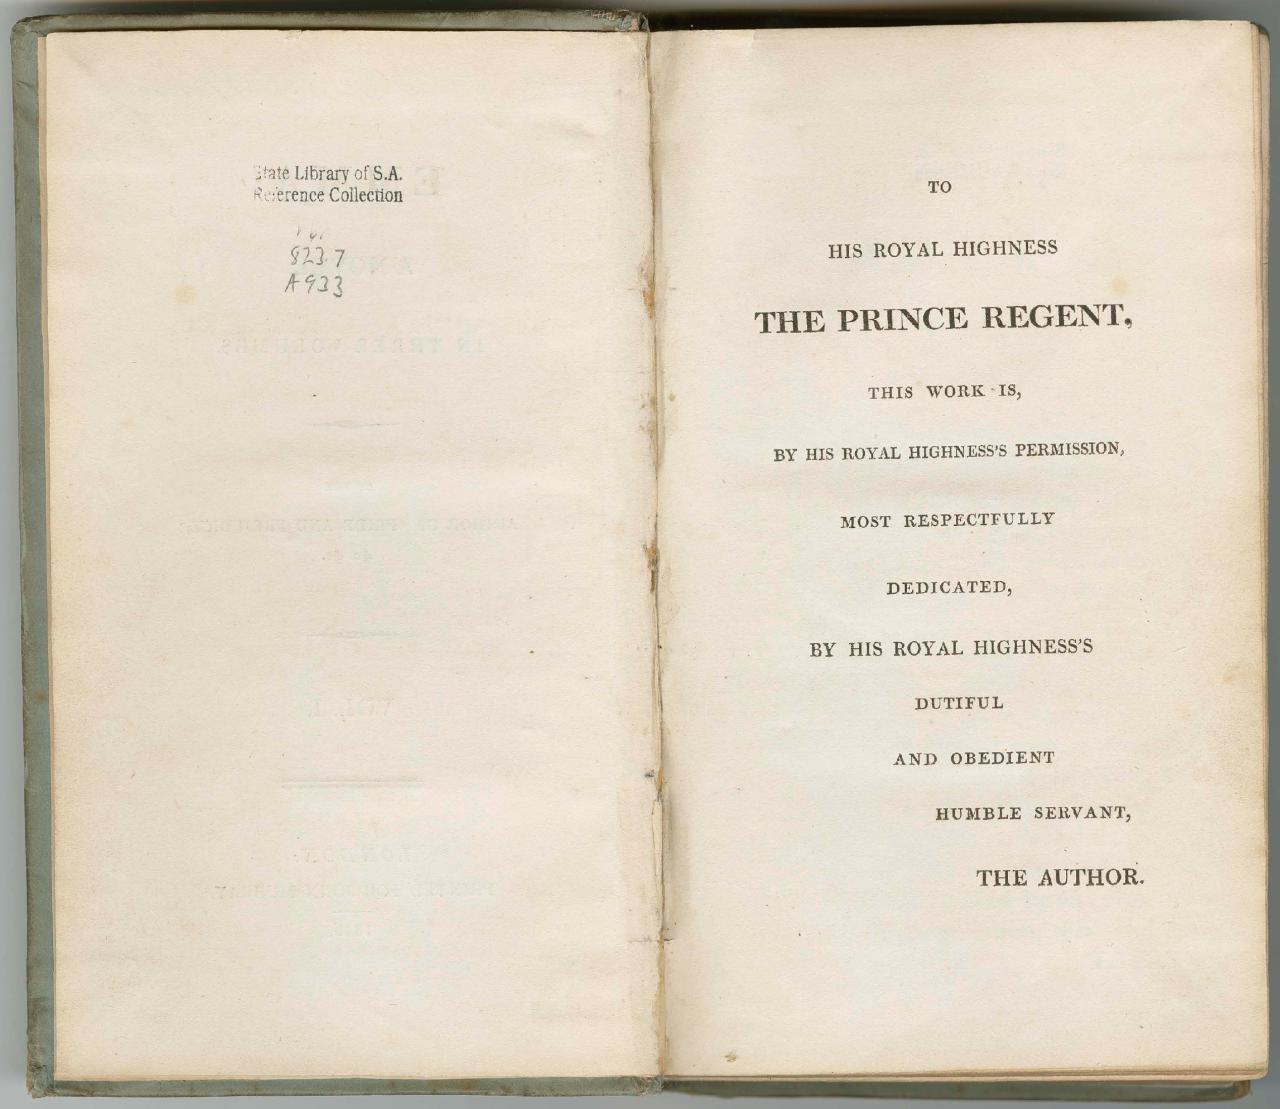 State Library of S.A.
Reference Collection
823.7
A933
TO
HIS ROYAL HIGHNESS
THE PRINCE REGENT,
THIS WORK IS,
BY HIS ROYAL HIGHNESS'S PERMISSION,
MOST RESPECTFULLY
DEDICATED,
BY HIS ROYAL HIGHNESS'S
DUTIFUL
AND OBEDIENT
HUMBLE SERVANT,
THE AUTHOR.